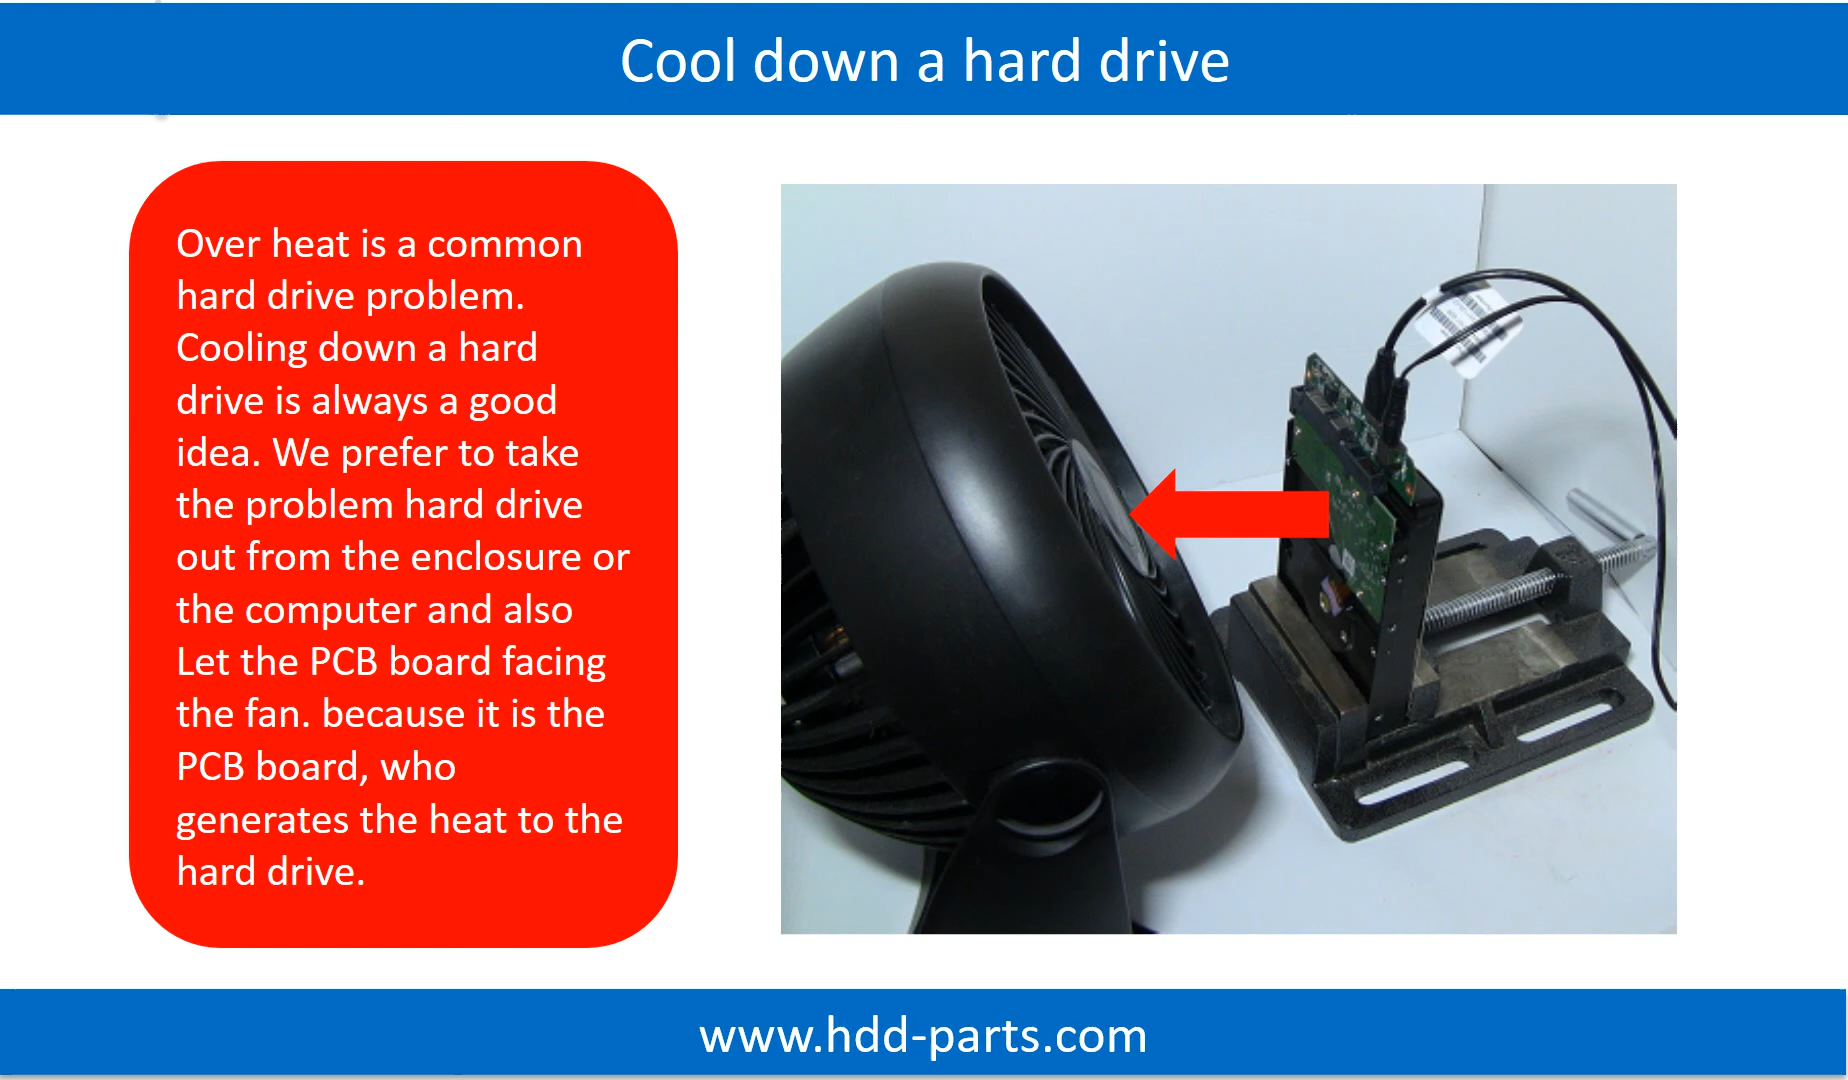 Cool down a hard drive
Over heat is a common
hard drive problem.
Cooling down a hard
drive is always a good
idea. We prefer to take
the problem hard drive
out from the enclosure or
the computer and also
Let the PCB board facing
the fan. because it is the
PCB board, who
generates the heat to the
hard drive.
www.hdd-parts.com